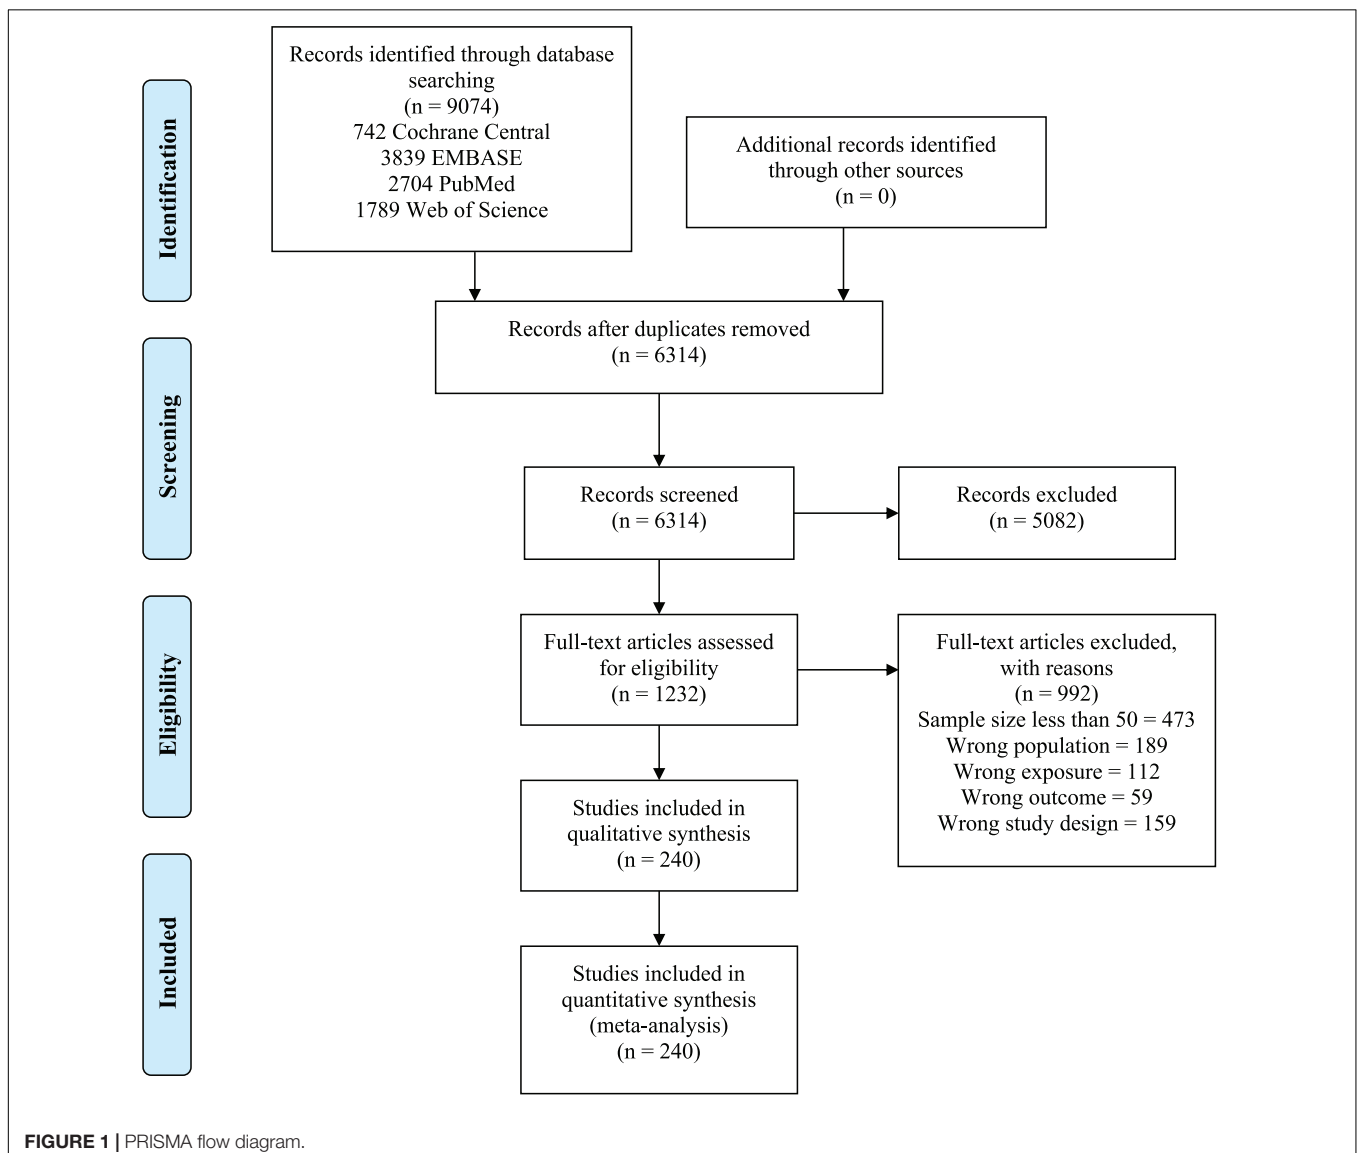 Identification
Records identified through database
searching
(n = 9074)
742 Cochrane Central
3839 EMBASE
2704 PubMed
1789 Web of Science
Additional records identified
through other sources
(n = 0)
Records after duplicates removed
(n = 6314)
Screening
Records screened
(n = 6314)
Records excluded
(n = 5082)
Eligibility
Full-text articles assessed
for eligibility
(n = 1232)
Full-text articles excluded,
with reasons
(n = 992)
Sample size less than 50 = 473
Wrong population = 189
Wrong exposure = 112
Wrong outcome = 59
Wrong study design = 159
Studies included in
qualitative synthesis
(n = 240)
Included
Studies included in
quantitative synthesis
(meta-analysis)
(n = 240)
FIGURE 1 | PRISMA flow diagram.